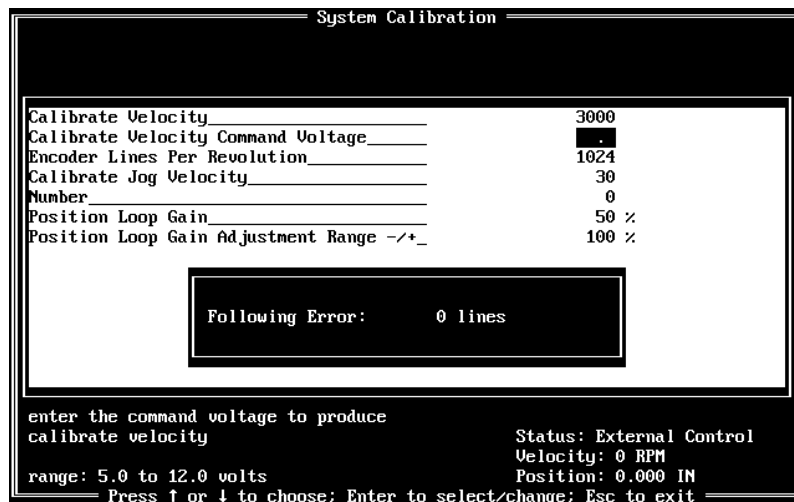 System Calibration
Calibrate Velocity 3000
Calibrate Velocity Command Voltage .
Encoder Lines Per Revolution 1024
Calibrate Jog Velocity 30
Number 0
Position Loop Gain 50 %
Position Loop Gain Adjustment Range -/+ 100 %
Following Error: 0 lines
enter the command voltage to produce
calibrate velocity
range: 5.0 to 12.0 volts
Status: External Control
Velocity: 0 RPM
Position: 0.000 IN
Press ↑ or ↓ to choose; Enter to select/change; Esc to exit